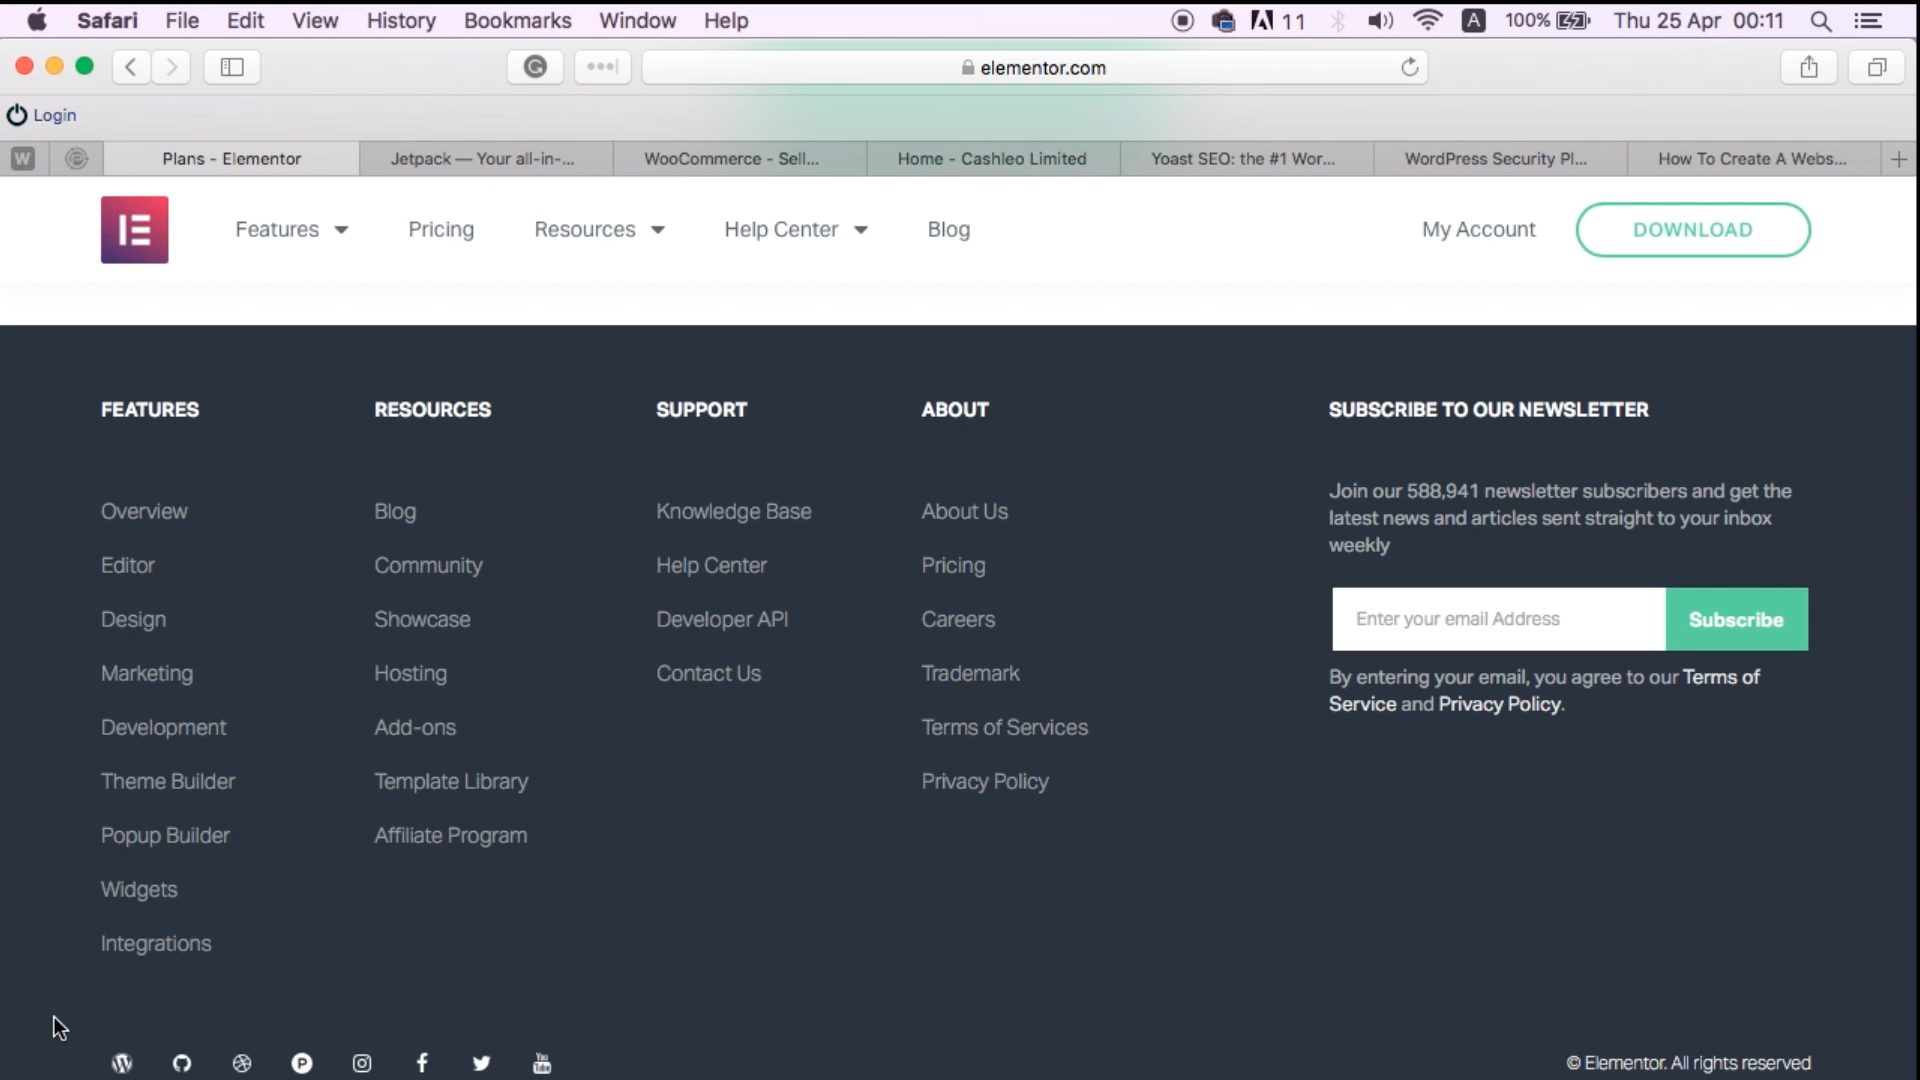 Safari File Edit View History Bookmarks Window Help 11 A 100% Thu 25 Apr 00:11
elementor.com
Login
W Plans - Elementor Jetpack — Your all-in-... WooCommerce - Sell... Home - Cashleo Limited Yoast SEO: the #1 Wor... WordPress Security Pl... How To Create A Webs...
Features Pricing Resources Help Center Blog My Account DOWNLOAD
FEATURES
Overview
Editor
Design
Marketing
Development
Theme Builder
Popup Builder
Widgets
Integrations
RESOURCES
Blog
Community
Showcase
Hosting
Add-ons
Template Library
Affiliate Program
SUPPORT
Knowledge Base
Help Center
Developer API
Contact Us
ABOUT
About Us
Pricing
Careers
Trademark
Terms of Services
Privacy Policy
SUBSCRIBE TO OUR NEWSLETTER
Join our 588,941 newsletter subscribers and get the
latest news and articles sent straight to your inbox
weekly
Enter your email Address Subscribe
By entering your email, you agree to our Terms of
Service and Privacy Policy.
You Tube
© Elementor. All rights reserved